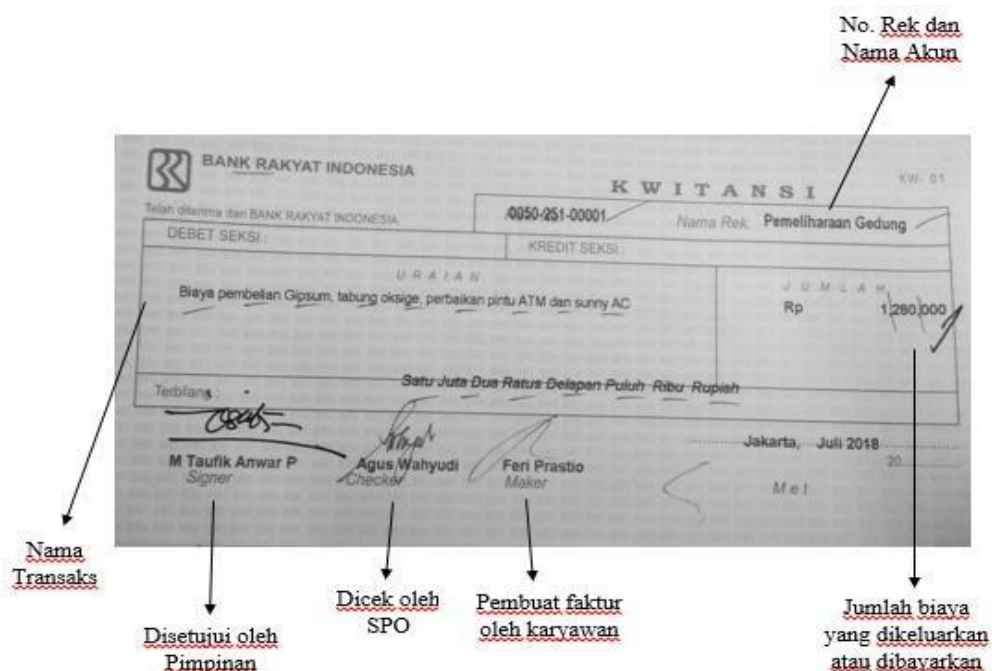 No. Rek dan
Nama Akun
BANK RAKYAT INDONESIA
KWITANSI
KW- 01
Telah diterima dari BANK RAKYAT INDONESIA
0050-251-00001
Nama Rek. Pemeliharaan Gedung
DEBET SEKSI :
KREDIT SEKSI :
URAIAN
JUMLAH
Biaya pembelian Gipsum, tabung oksige, perbaikan pintu ATM dan sunny AC
Rp 1,280,000
Terbilang :
Satu Juta Dua Ratus Delapan Puluh Ribu Rupiah
Jakarta, Juli 2018
20
M Taufik Anwar P
Signer
Agus Wahyudi
Checker
Feri Prastio
Maker
M e t
Nama
Transaks
Disetujui oleh
Pimpinan
Dicek oleh
SPO
Pembuat faktur
oleh karyawan
Jumlah biaya
yang dikeluarkan
atau dibayarkan